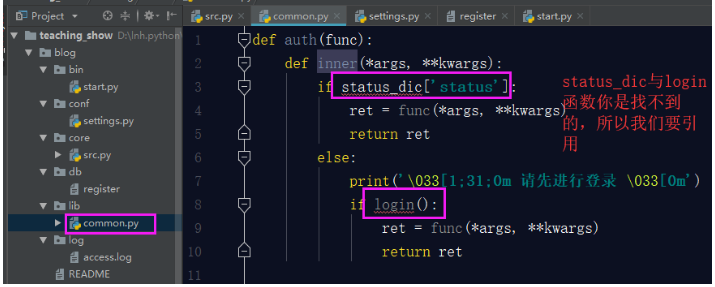 Project
src.py
common.py
settings.py
register
start.py
teaching_show D:\lnh.python
blog
bin
start.py
conf
settings.py
core
src.py
db
register
lib
common.py
log
access.log
README
1 def auth(func):
2 def inner(*args, **kwargs):
3 if status_dic['status']:
4 ret = func(*args, **kwargs)
5 return ret
6 else:
7 print('\033[1;31;0m 请先进行登录 \033[0m')
8 if login():
9 ret = func(*args, **kwargs)
10 return ret
11
status_dic与login
函数你是找不到
的，所以我们要引
用